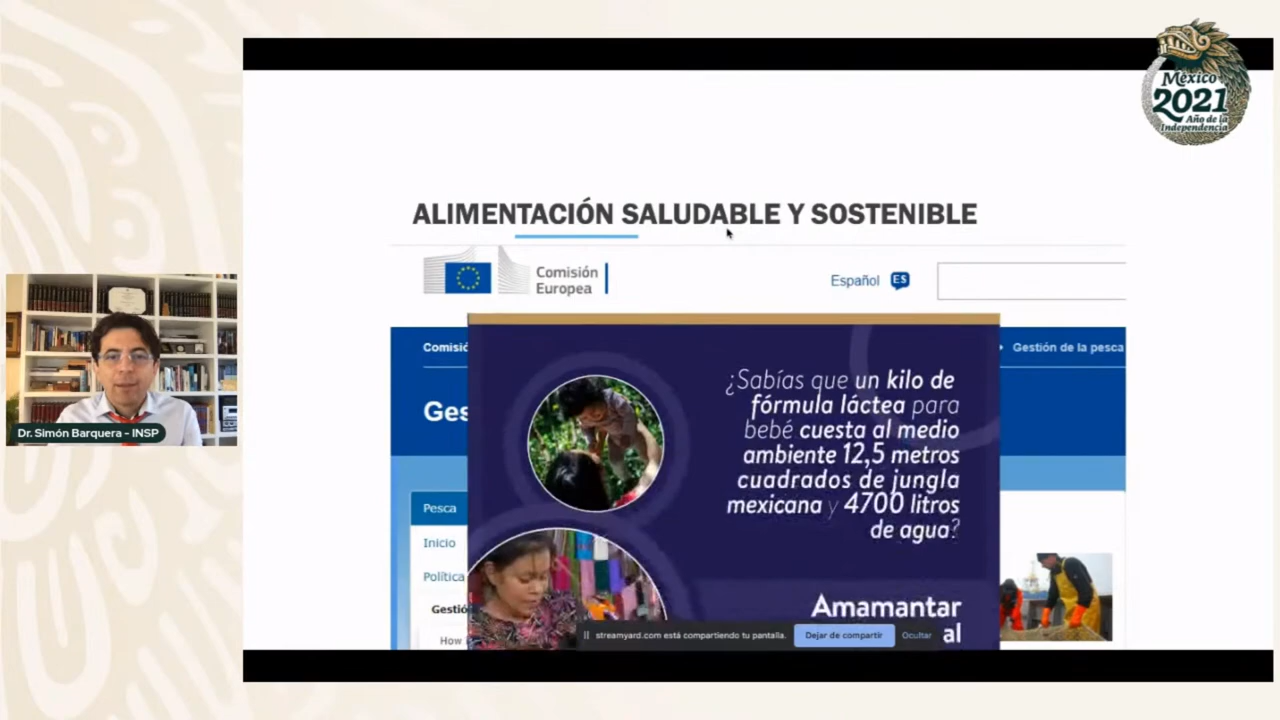 México
2021
Año de la
Independencia
ALIMENTACIÓN SALUDABLE Y SOSTENIBLE
Comisión
Europea
Español ES
Comisió
Gestión de la pesca
Ges
¿Sabías que un kilo de
fórmula láctea para
bebé cuesta al medio
ambiente 12,5 metros
cuadrados de jungla
mexicana y 4700 litros
de agua?
Pesca
Inicio
Política
Gestió
How l
Amamantar
al
streamyard.com está compartiendo tu pantalla.
Dejar de compartir
Ocultar
Dr. Simón Barquera - INSP